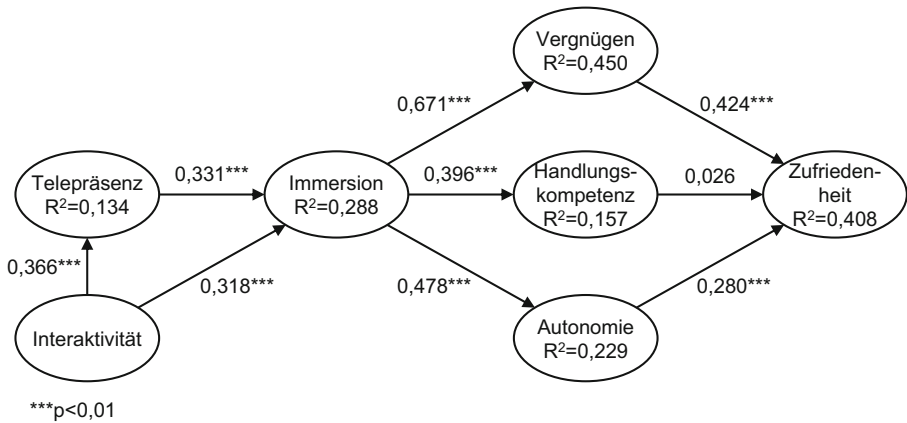 Vergnügen
R²=0,450
0,671***
0,424***
Telepräsenz
R²=0,134
0,331***
Immersion
R²=0,288
0,396***
Handlungs-
kompetenz
R²=0,157
0,026
Zufrieden-
heit
R²=0,408
0,366***
0,318***
0,478***
0,280***
Interaktivität
Autonomie
R²=0,229
***p<0,01